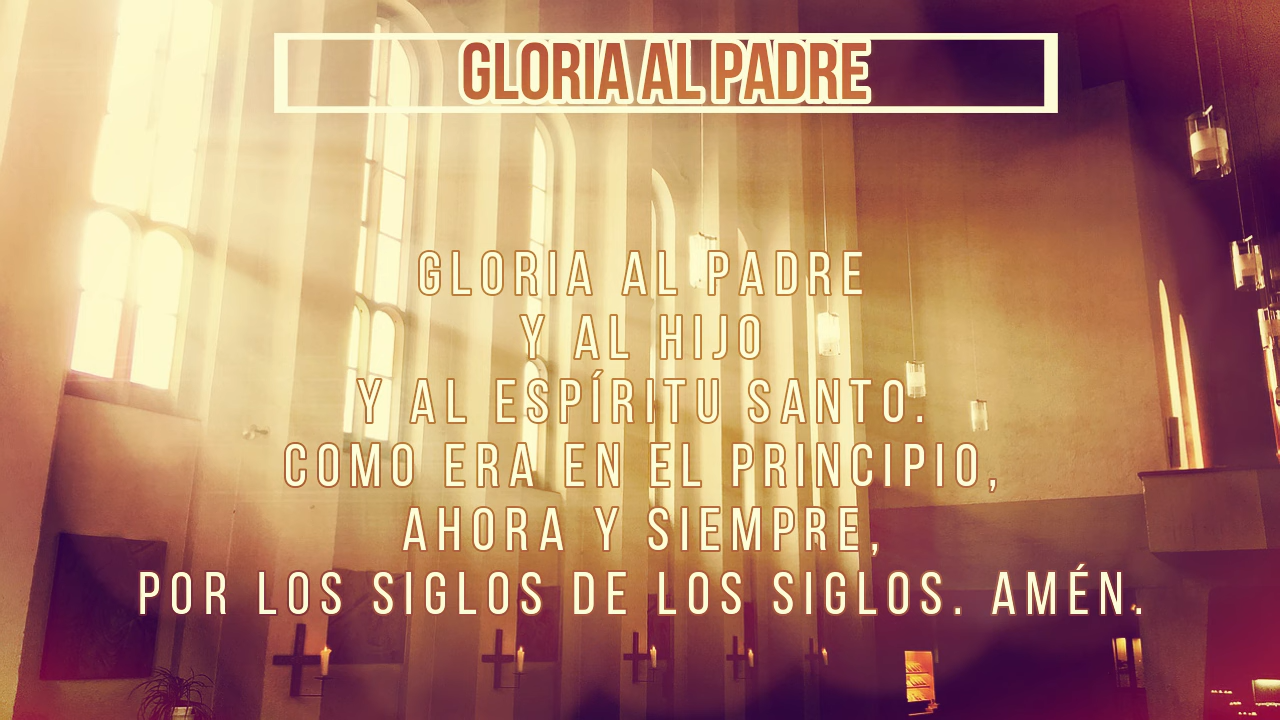 GLORIA AL PADRE
GLORIA AL PADRE
Y AL HIJO
Y AL ESPÍRITU SANTO.
COMO ERA EN EL PRINCIPIO,
AHORA Y SIEMPRE,
POR LOS SIGLOS DE LOS SIGLOS. AMÉN.